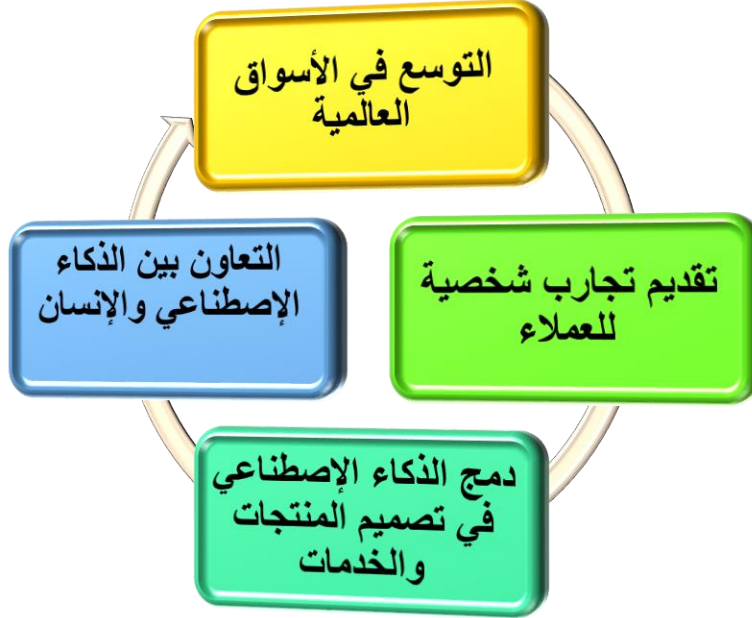 التوسع في الأسواق
العالمية
تقديم تجارب شخصية
للعملاء
دمج الذكاء الإصطناعي
في تصميم المنتجات
والخدمات
التعاون بين الذكاء
الإصطناعي والإنسان